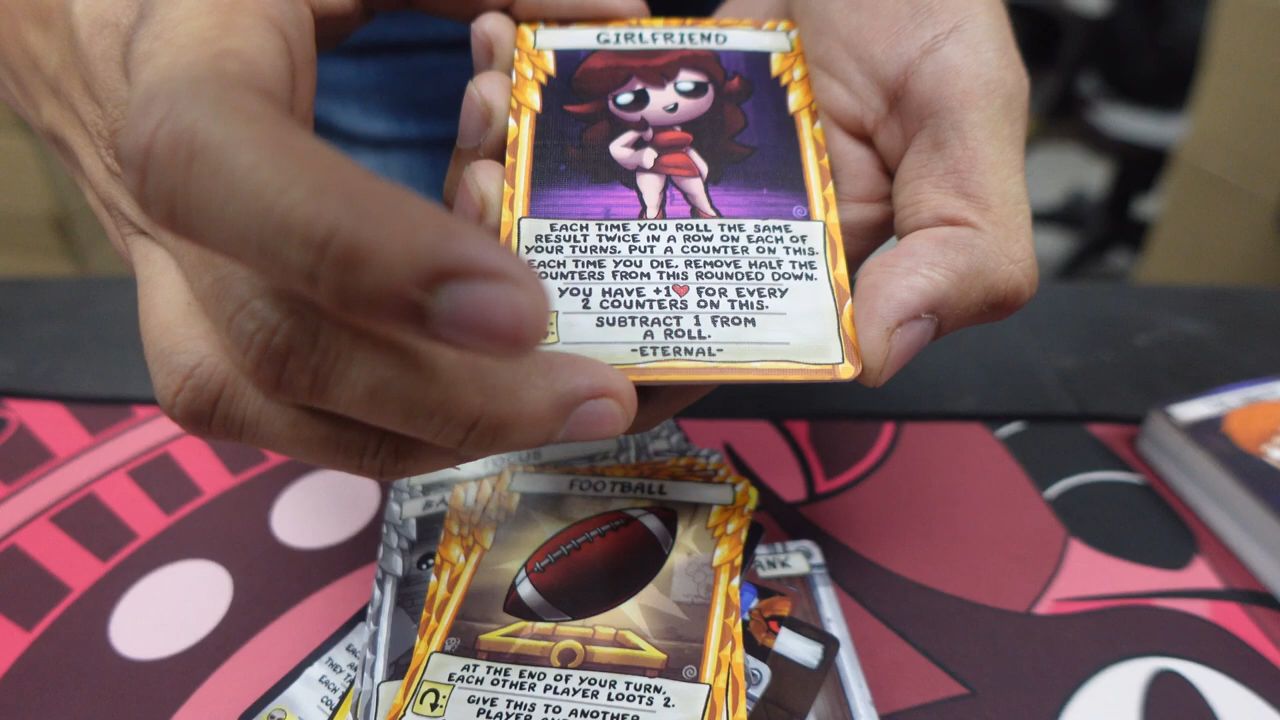 GIRLFRIEND
EACH TIME YOU ROLL THE SAME
RESULT TWICE IN A ROW ON EACH OF
YOUR TURNS, PUT A COUNTER ON THIS.
EACH TIME YOU DIE, REMOVE HALF THE
COUNTERS FROM THIS ROUNDED DOWN.
YOU HAVE +1❤ FOR EVERY
2 COUNTERS ON THIS.
SUBTRACT 1 FROM
A ROLL.
-ETERNAL-
FOOTBALL
AT THE END OF YOUR TURN,
EACH OTHER PLAYER LOOTS 2.
GIVE THIS TO ANOTHER
PLAYER